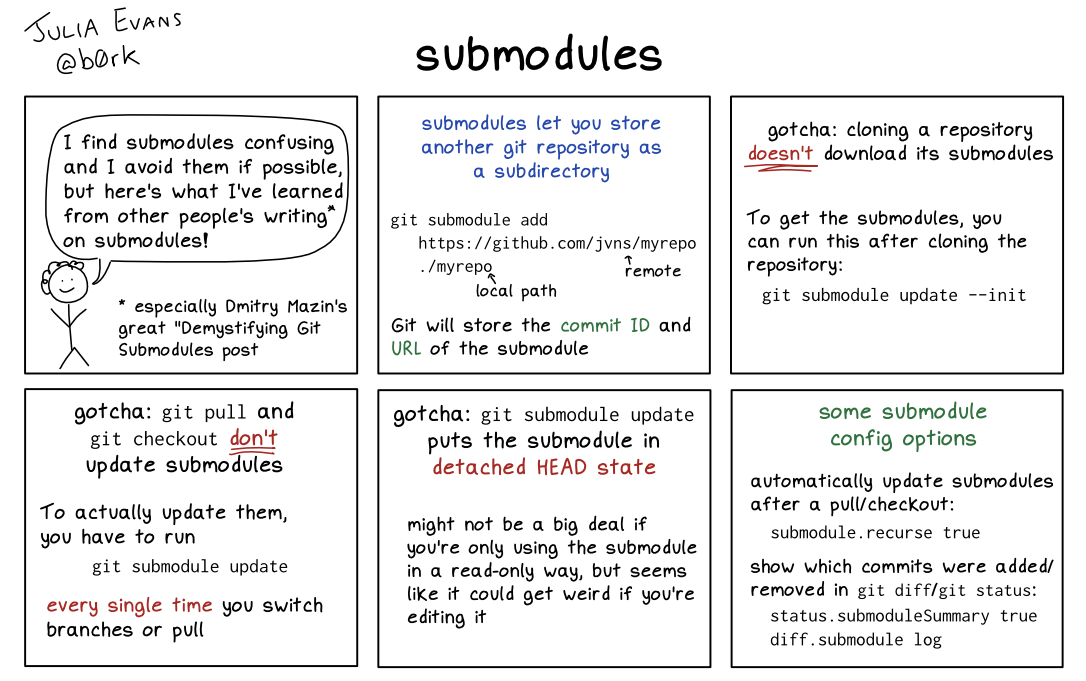 JULIA EVANS
@b0rk
submodules
I find submodules confusing
and I avoid them if possible,
but here's what I've learned
from other people's writing*
on submodules!
* especially Dmitry Mazin's
great "Demystifying Git
Submodules post
submodules let you store
another git repository as
a subdirectory
git submodule add
https://github.com/jvns/myrepo
./myrepo
remote
local path
Git will store the commit ID and
URL of the submodule
gotcha: cloning a repository
doesn't download its submodules
To get the submodules, you
can run this after cloning the
repository:
git submodule update --init
gotcha: git pull and
git checkout don't
update submodules
To actually update them,
you have to run
git submodule update
every single time you switch
branches or pull
gotcha: git submodule update
puts the submodule in
detached HEAD state
might not be a big deal if
you're only using the submodule
in a read-only way, but seems
like it could get weird if you're
editing it
some submodule
config options
automatically update submodules
after a pull/checkout:
submodule.recurse true
show which commits were added/
removed in git diff/git status:
status.submoduleSummary true
diff.submodule log